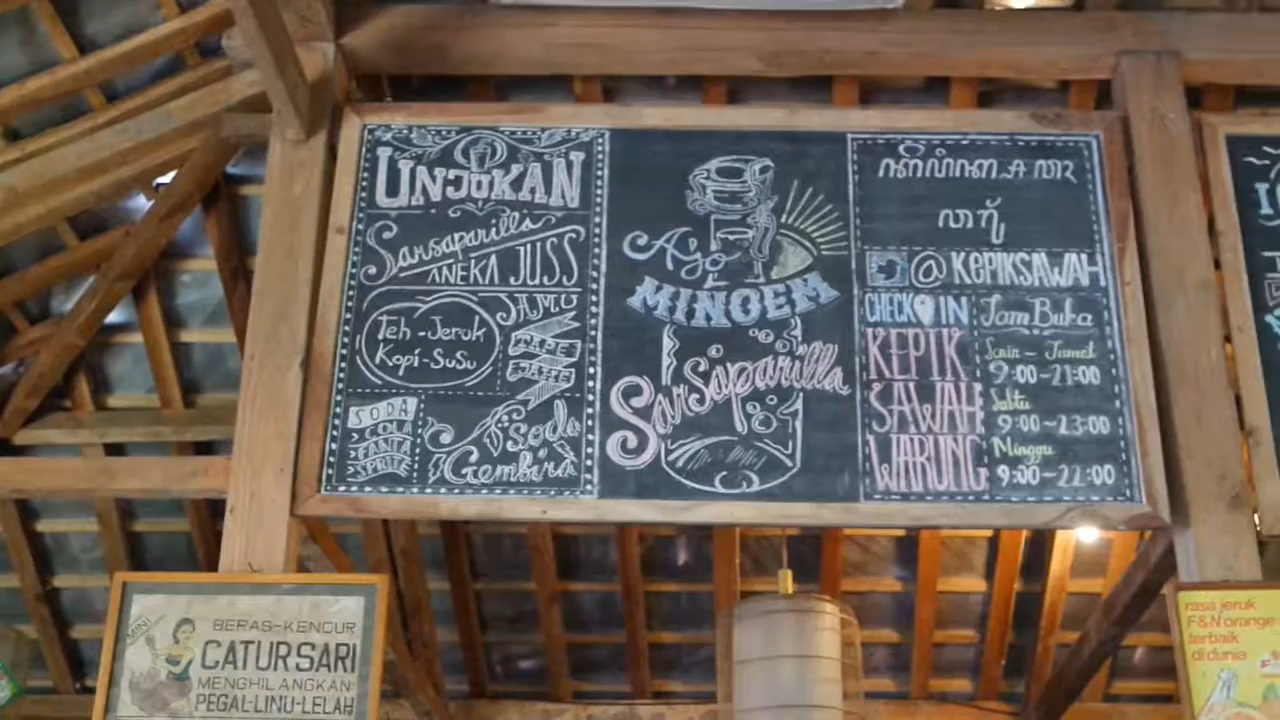 UNJUKAN
Sarsaparilla
ANEKA JUSS
Teh-Jeruk
Kopi-SuSu
JAMU
TAPE
JAHE
SODA
>COLA
>FANTA
>SPRITE
Soda
Gembira
Ajo
MINOEM
Sarsaparilla
@KEPIKSAWAH
CHECK IN
KEPIK
SAWAH
WARUNG
Jam Buka
Senin - Jumat
9:00-21:00
Sabtu
9:00-23:00
Minggu
9:00-22:00
BERAS-KENCUR
CATUR SARI
MENGHILANGKAN
PEGAL-LINU-LELAH
rasa jeruk
F&N orange
terbaik
di dunia